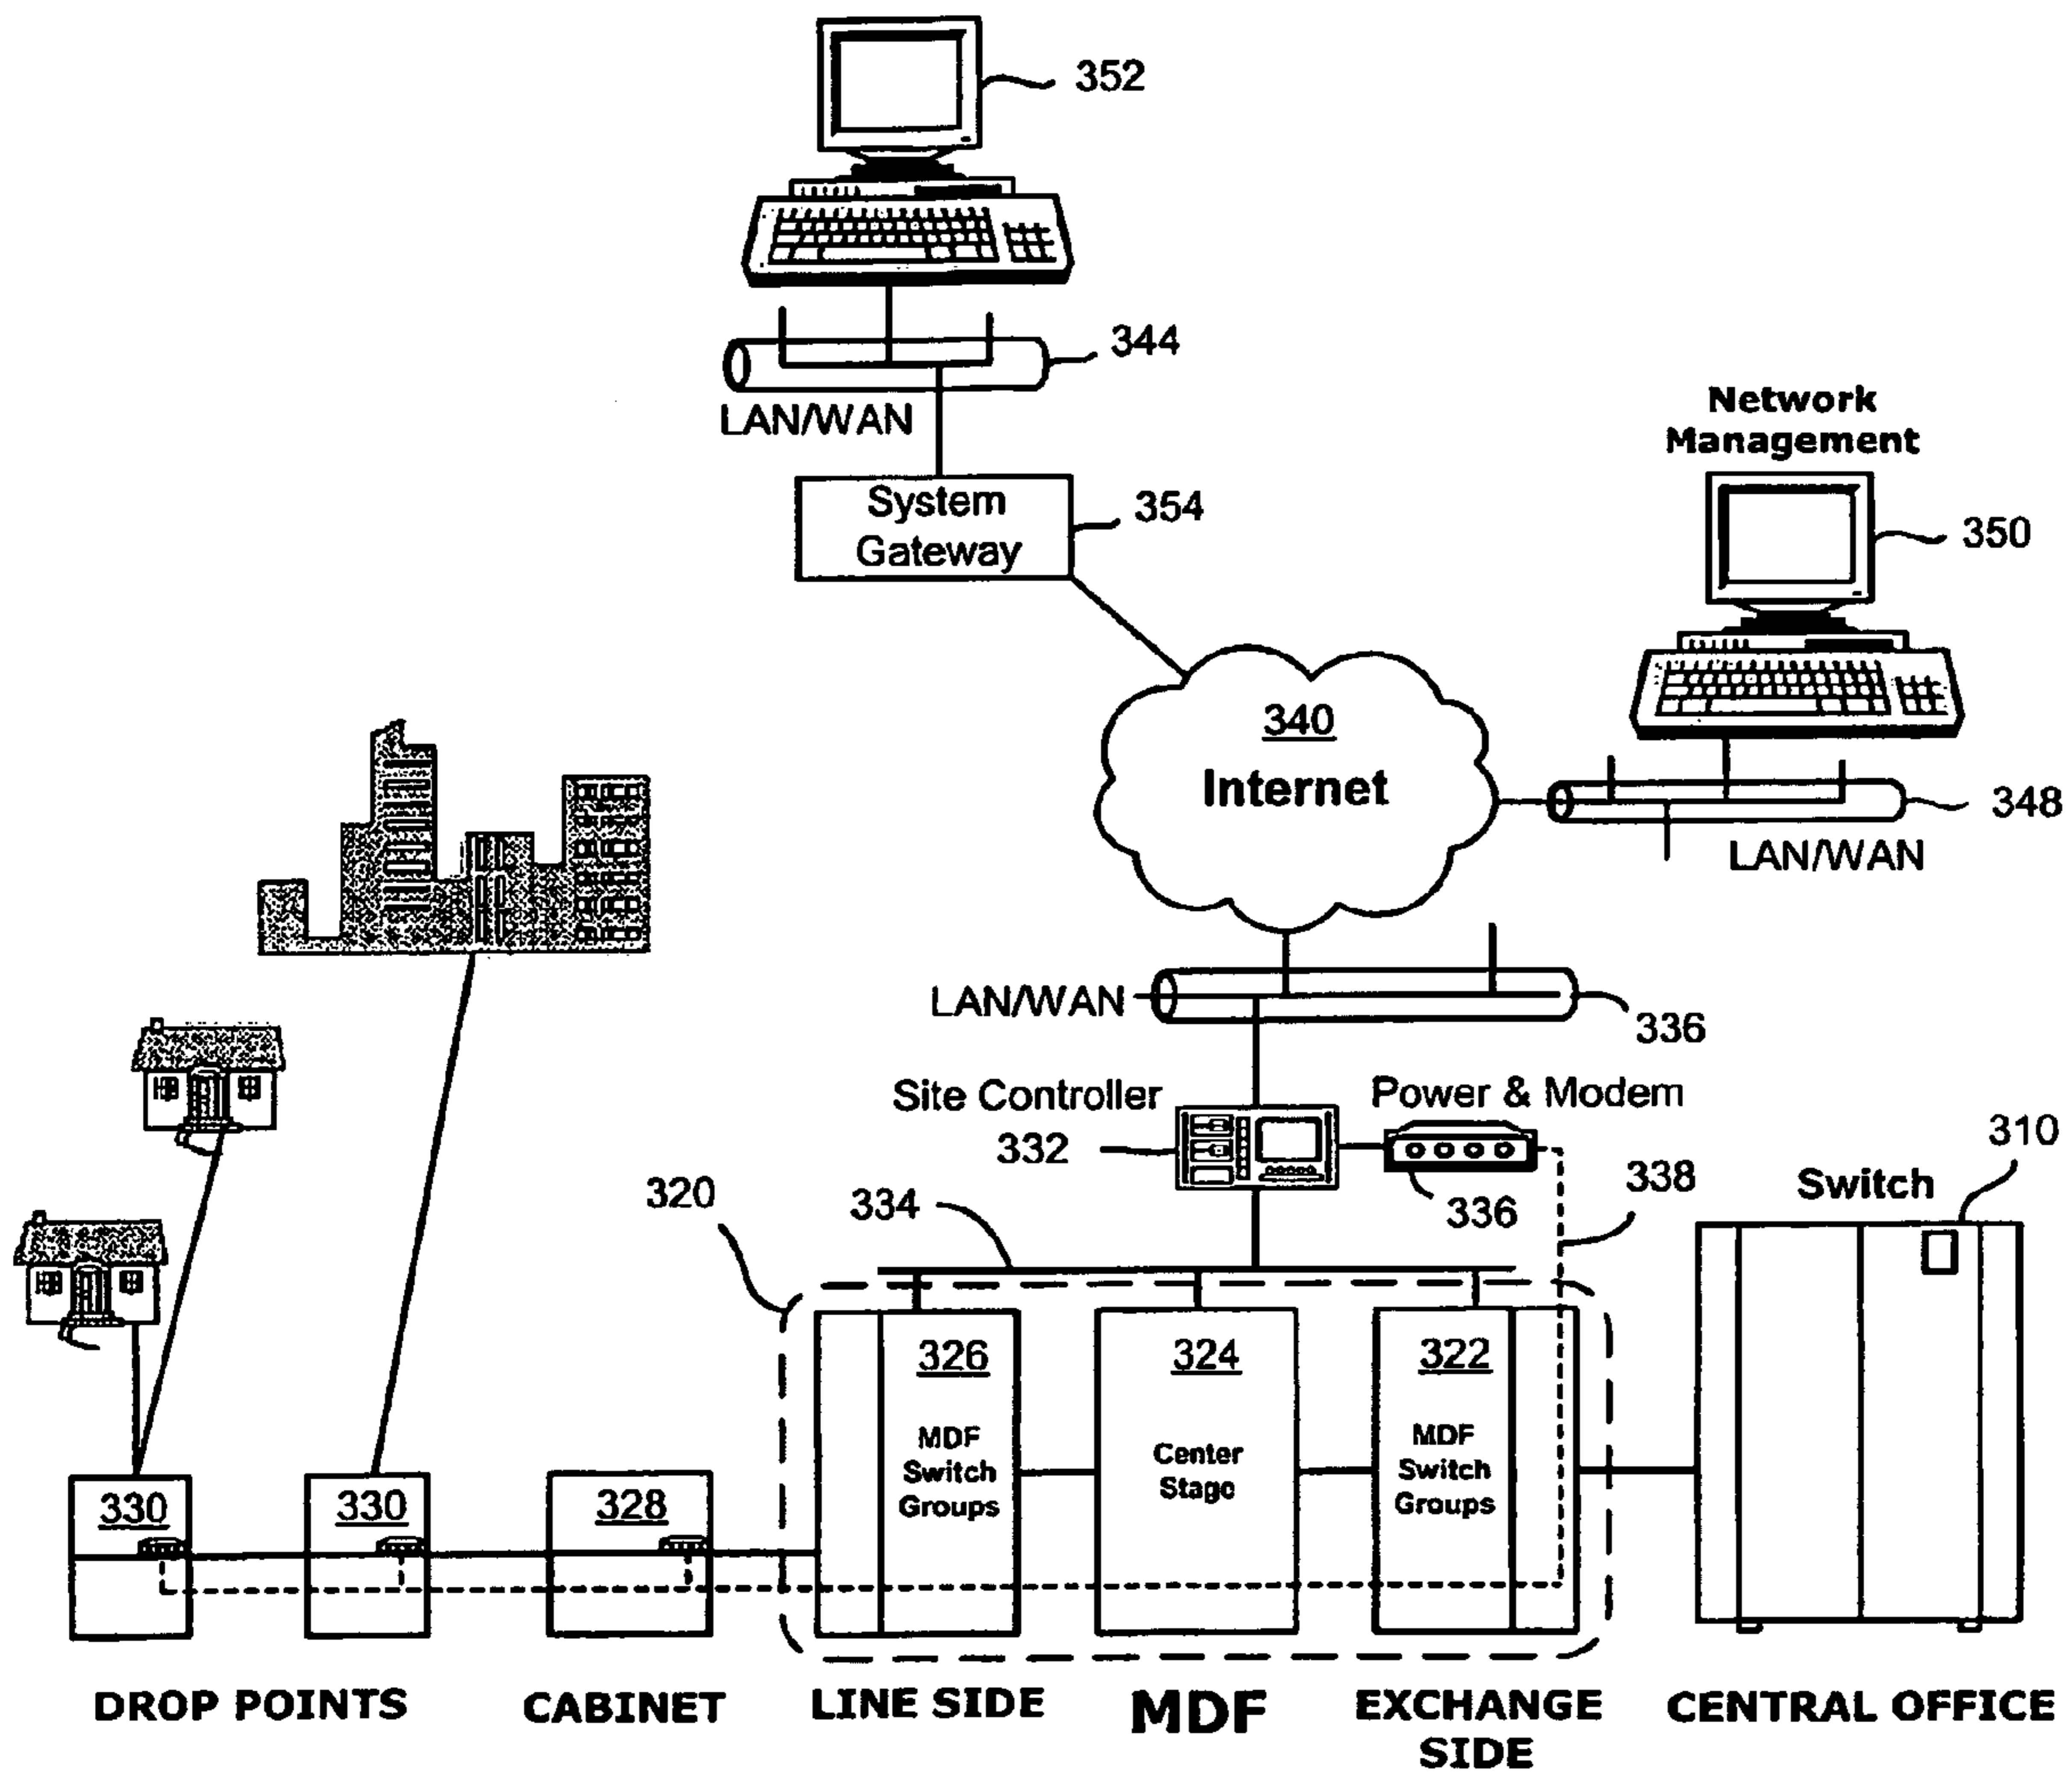 352
344
LAN/WAN
System
Gateway
354
Network
Management
350
340
Internet
348
LAN/WAN
LAN/WAN
336
Site Controller
332
Power & Modem
336
338
310
Switch
320
334
326
MDF
Switch
Groups
324
Center
Stage
322
MDF
Switch
Groups
330
330
328
DROP POINTS
CABINET
LINE SIDE
MDF
EXCHANGE
SIDE
CENTRAL OFFICE